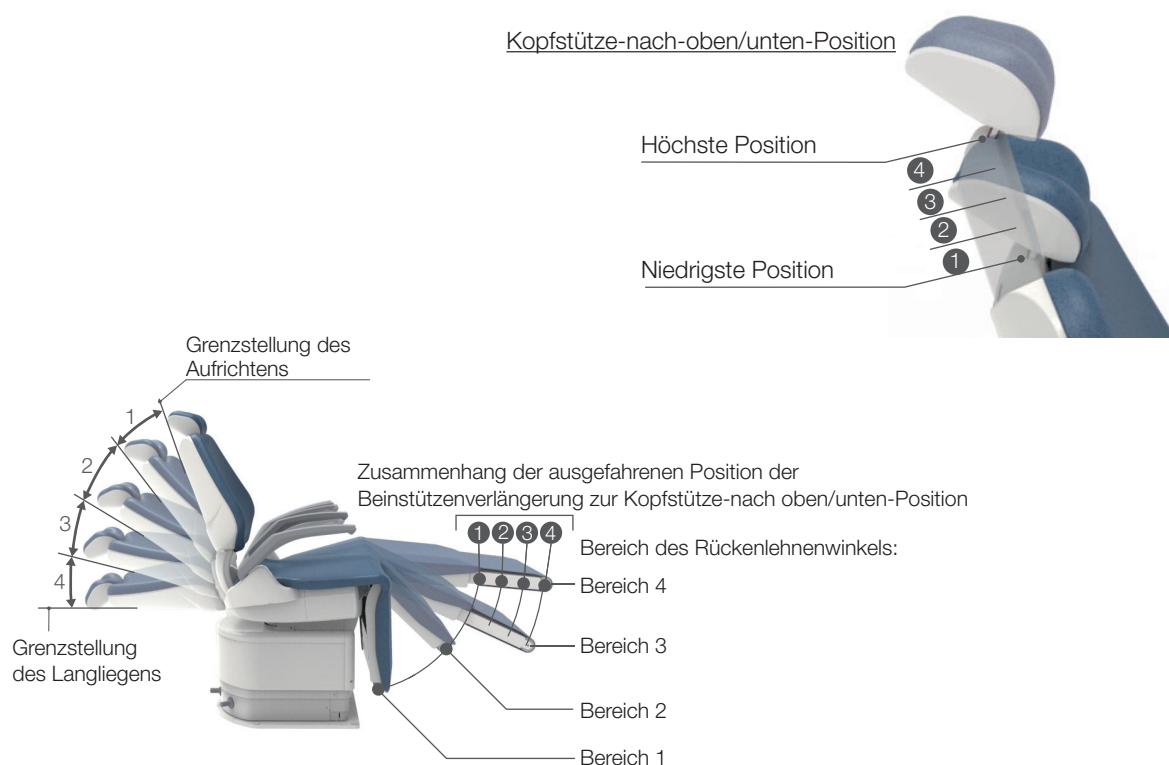 Kopfstütze-nach-oben/unten-Position
Höchste Position
4
3
2
1
Niedrigste Position
Grenzstellung des
Aufrichtens
1
2
3
4
Grenzstellung
des Langliegens
Zusammenhang der ausgefahrenen Position der
Beinstützenverlängerung zur Kopfstütze-nach oben/unten-Position
1 2 3 4
Bereich des Rückenlehnenwinkels:
Bereich 4
Bereich 3
Bereich 2
Bereich 1